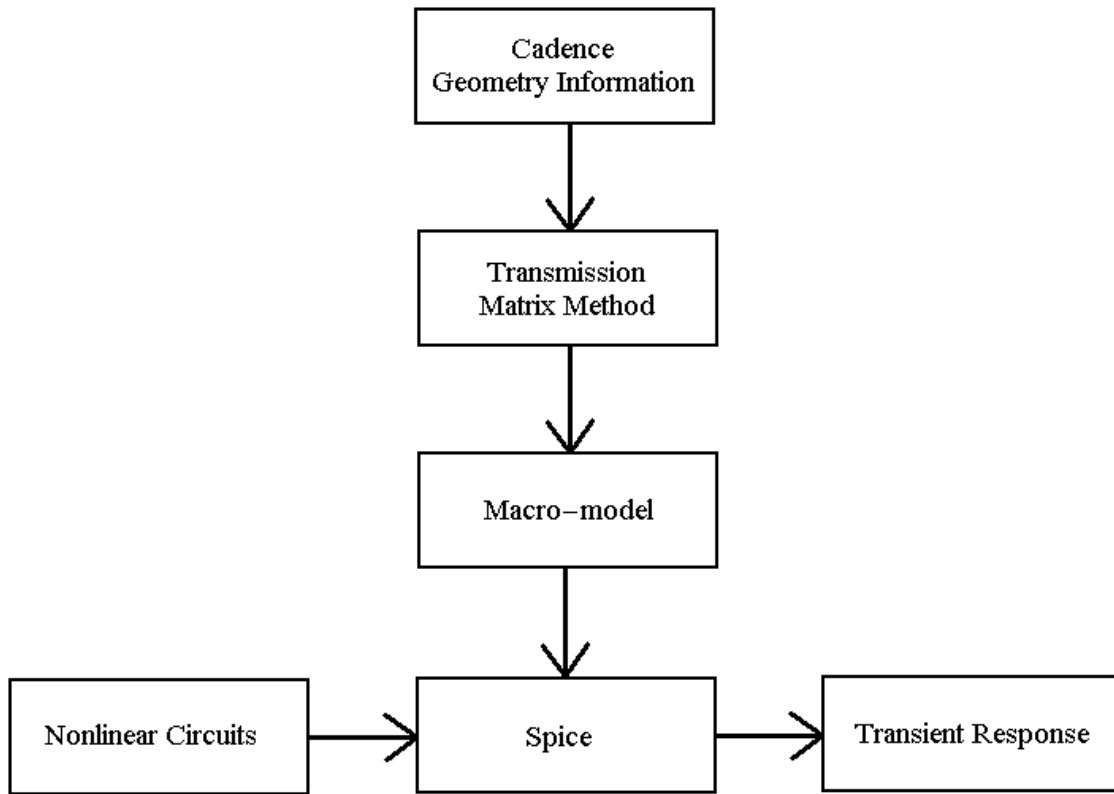 Cadence
Geometry Information
Transmission
Matrix Method
Macro−model
Nonlinear Circuits
Spice
Transient Response